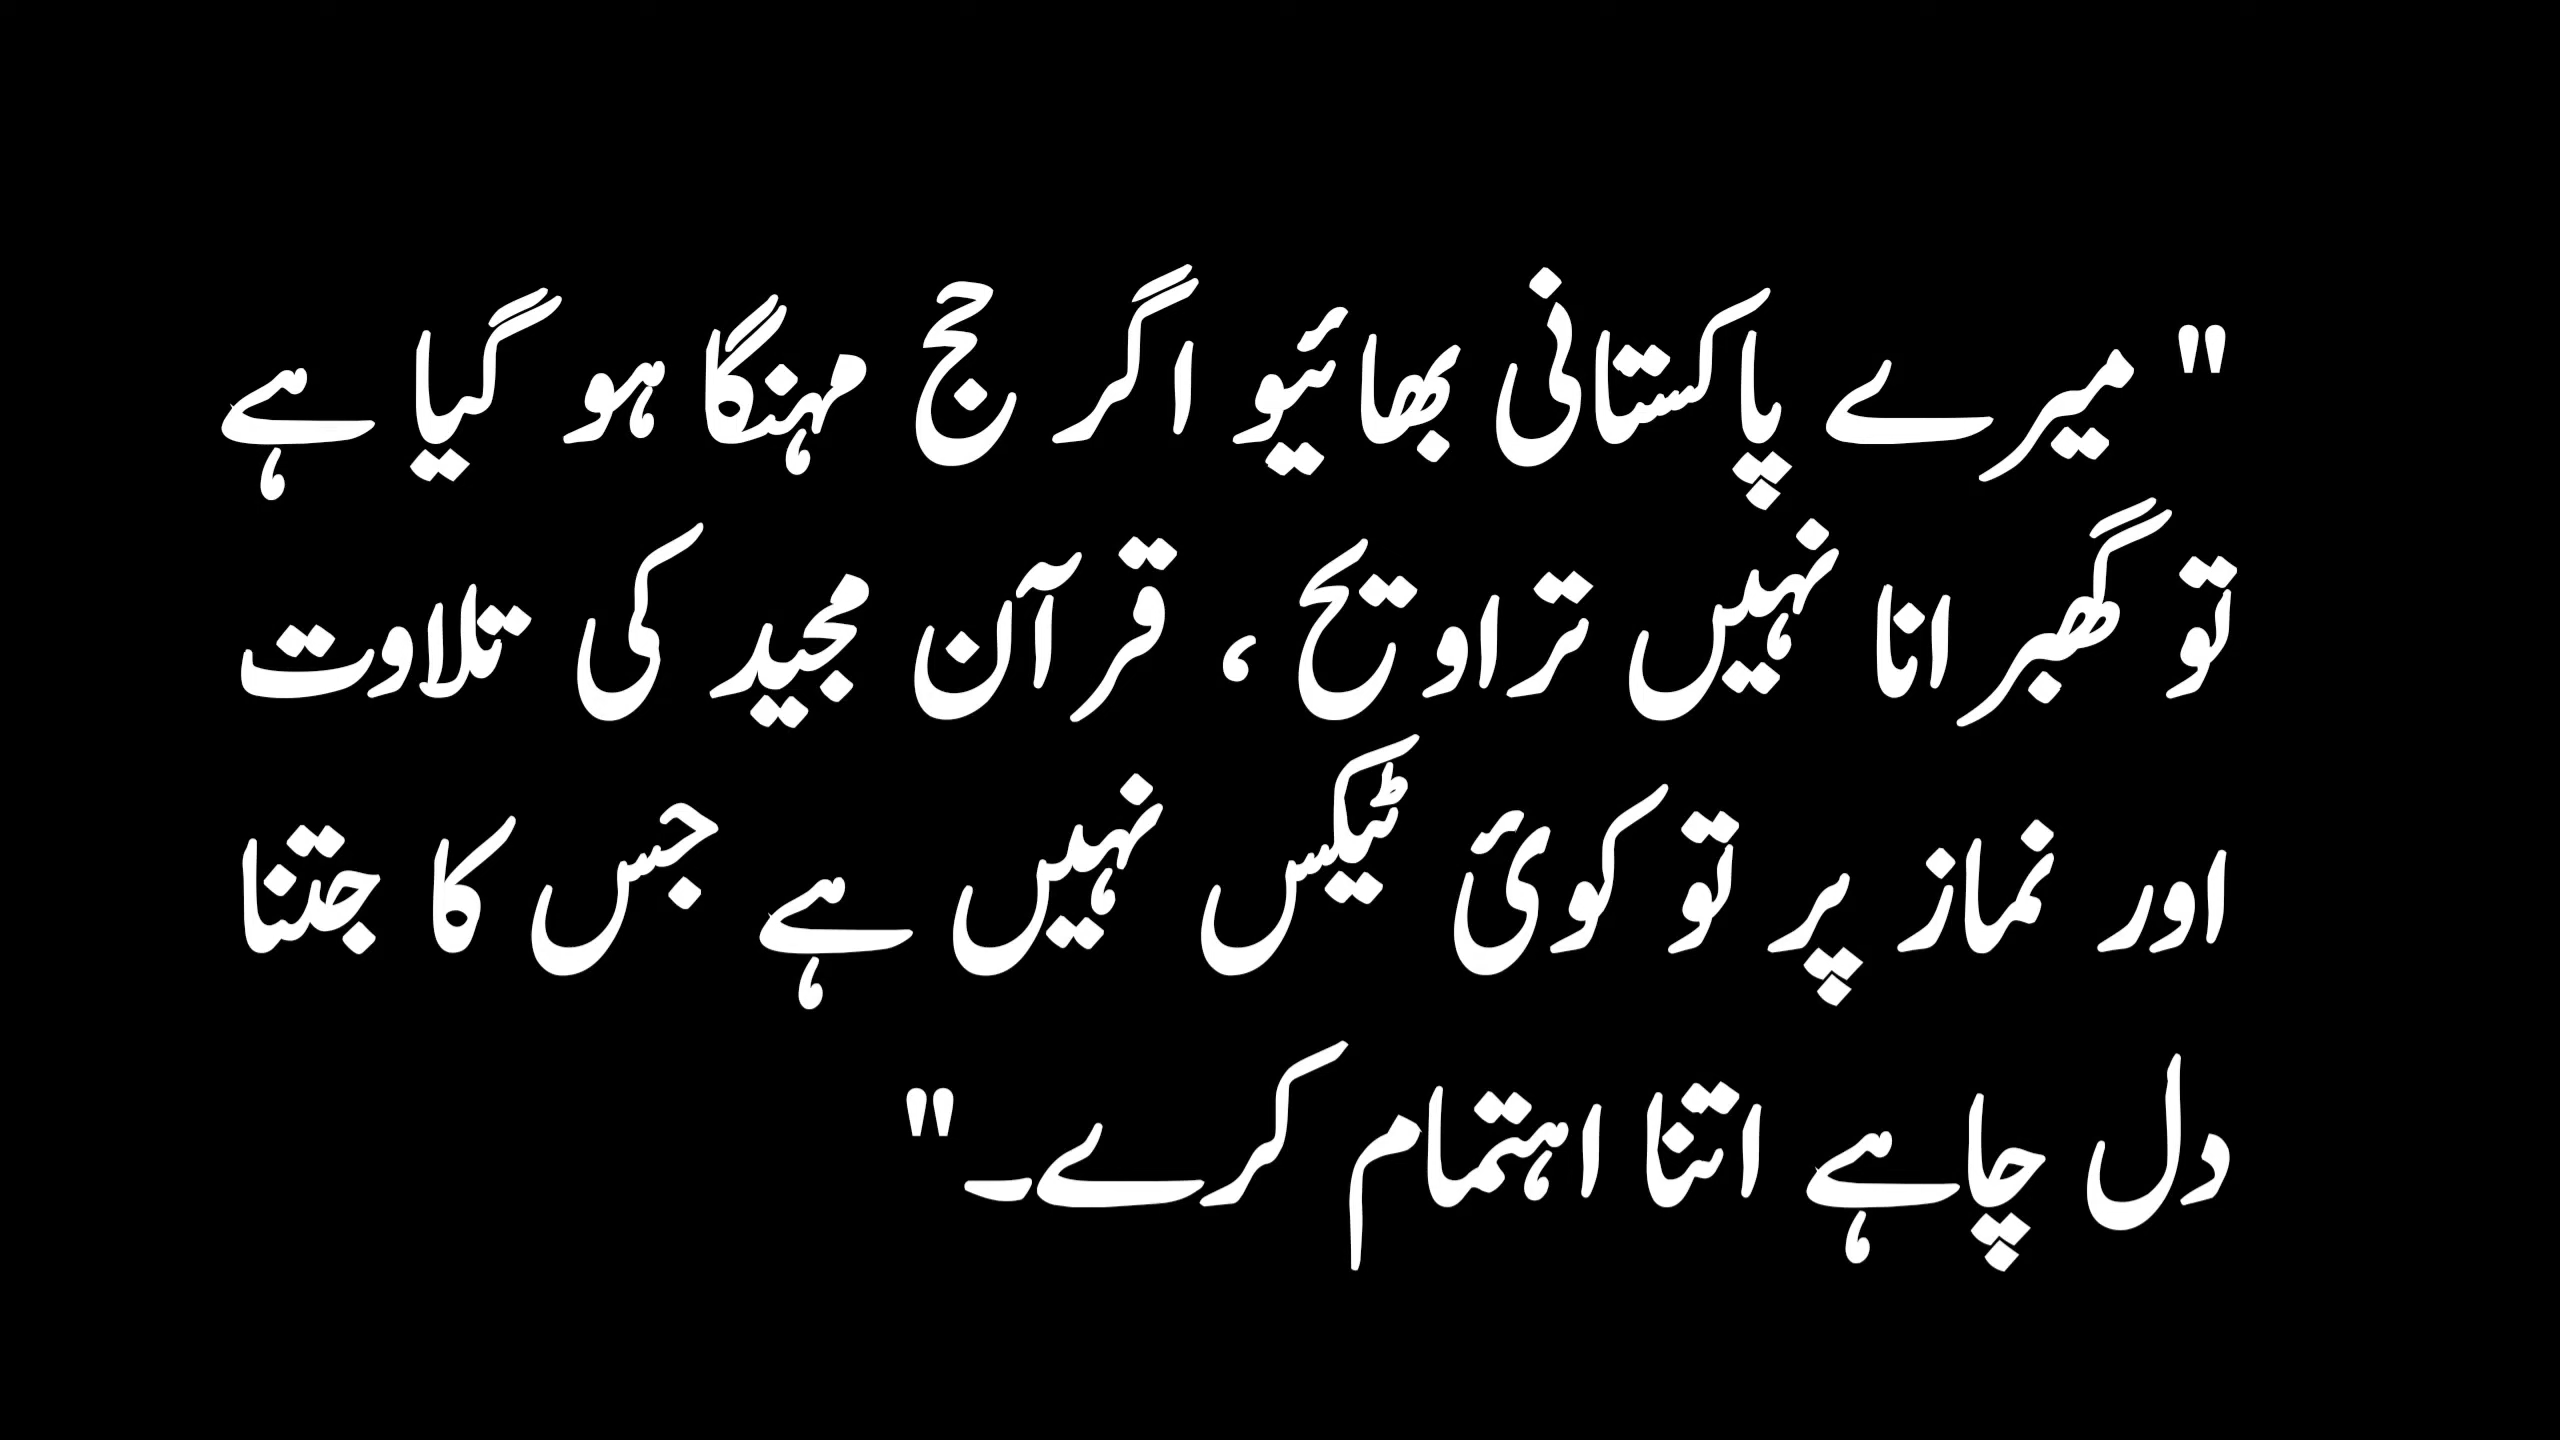 " میرے پاکستانی بھائیو اگر حج مہنگا ہو گیا ہے
تو گھبرانا نہیں تراویح ، قرآن مجید کی تلاوت
اور نماز پر تو کوئ ٹیکس نہیں ہے جس کا جتنا
دل چاہے اتنا اہتمام کرے۔"